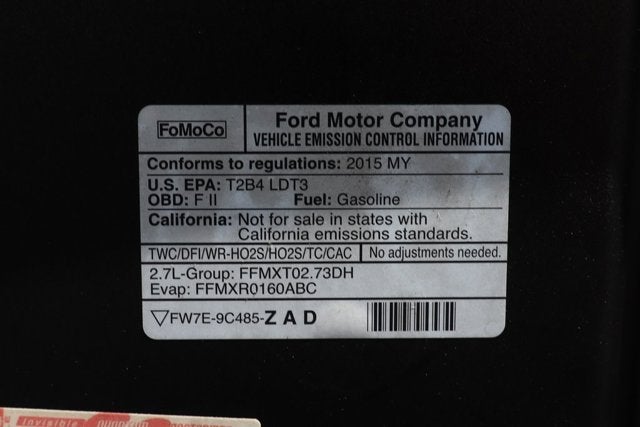 FoMoCo
Ford Motor Company
VEHICLE EMISSION CONTROL INFORMATION
Conforms to regulations: 2015 MY
U.S. EPA: T2B4 LDT3
OBD: F II Fuel: Gasoline
California: Not for sale in states with
California emissions standards.
TWC/DFI/WR-HO2S/HO2S/TC/CAC No adjustments needed.
2.7L-Group: FFMXT02.73DH
Evap: FFMXR0160ABC
▽FW7E-9C485-ZAD
Invisible